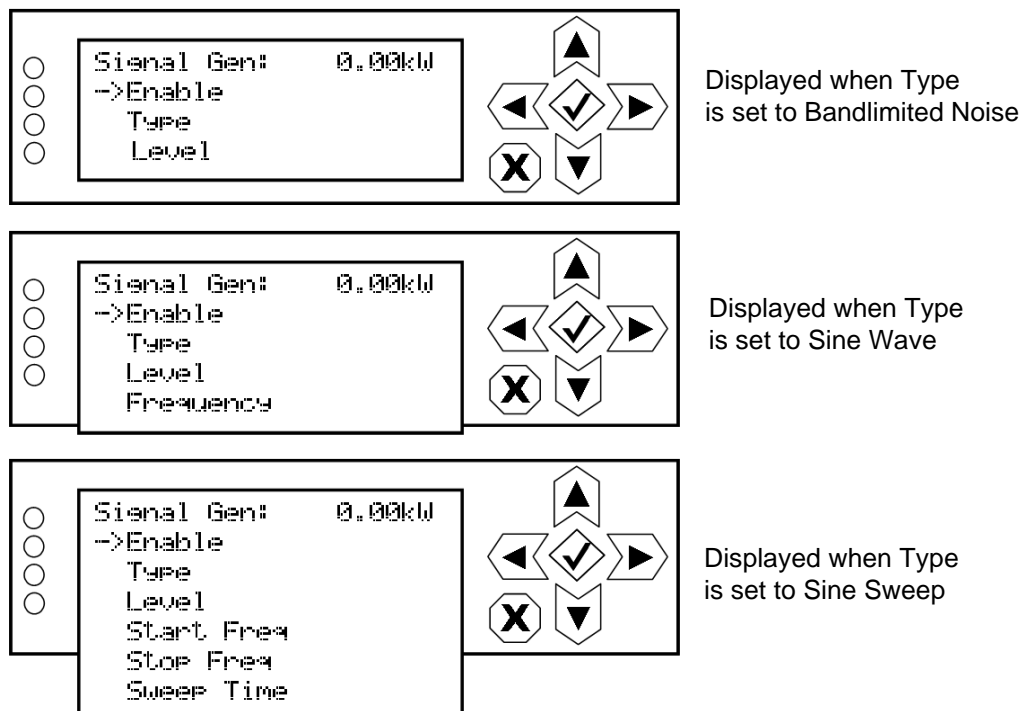 Signal Gen: 0.00kW
->Enable
Type
Level
Displayed when Type
is set to Bandlimited Noise
Signal Gen: 0.00kW
->Enable
Type
Level
Frequency
Displayed when Type
is set to Sine Wave
Signal Gen: 0.00kW
->Enable
Type
Level
Start Freq
Stop Freq
Sweep Time
Displayed when Type
is set to Sine Sweep